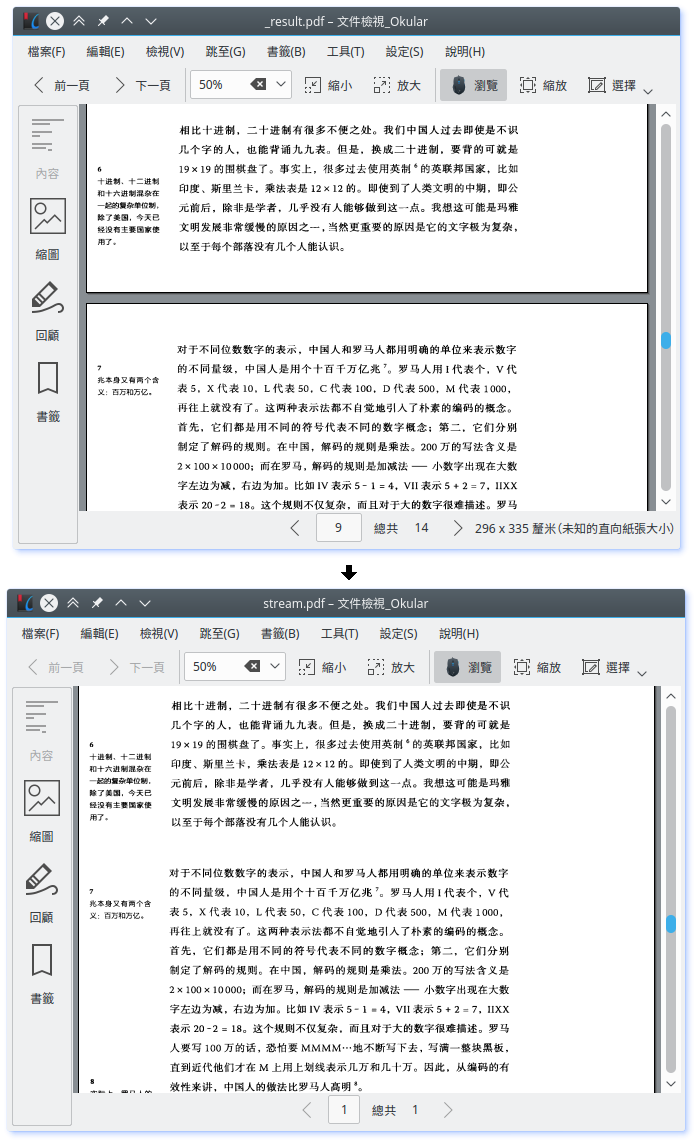 _result.pdf – 文件檢視_Okular
檔案(F) 編輯(E) 檢視(V) 跳至(G) 書籤(B) 工具(T) 設定(S) 說明(H)
前一頁 下一頁 50% 縮小 放大 瀏覽 縮放 選擇
內容
縮圖
回顧
書籤
相比十进制，二十进制有很多不便之处。我们中国人过去即使是不识
几个字的人，也能背诵九九表。但是，换成二十进制，要背的可就是
19×19 的围棋盘了。事实上，很多过去使用英制 6 的英联邦国家，比如
印度、斯里兰卡，乘法表是 12×12 的。即使到了人类文明的中期，即公
元前后，除非是学者，几乎没有人能够做到这一点。我想这可能是玛雅
文明发展非常缓慢的原因之一，当然更重要的原因是它的文字极为复杂，
以至于每个部落没有几个人能认识。
6
十进制、十二进制
和十六进制混杂在
一起的复杂单位制，
除了美国，今天已
经没有主要国家使
用了。
对于不同位数数字的表示，中国人和罗马人都用明确的单位来表示数字
的不同量级，中国人是用个十百千万亿兆 7。罗马人用 I 代表个，V 代
表 5，X 代表 10，L 代表 50，C 代表 100，D 代表 500，M 代表 1000，
再往上就没有了。这两种表示法都不自觉地引入了朴素的编码的概念。
首先，它们都是用不同的符号代表不同的数字概念；第二，它们分别
制定了解码的规则。在中国，解码的规则是乘法。200 万的写法含义是
2×100×10000；而在罗马，解码的规则是加减法 —— 小数字出现在大数
字左边为减，右边为加。比如 IV 表示 5－1＝4，VII 表示 5＋2＝7，IIXX
表示 20－2＝18。这个规则不仅复杂，而且对于大的数字很难描述。罗马
7
兆本身又有两个含
义：百万和万亿。
9 總共 14 296 x 335 釐米 (未知的直向紙張大小)
stream.pdf – 文件檢視_Okular
檔案(F) 編輯(E) 檢視(V) 跳至(G) 書籤(B) 工具(T) 設定(S) 說明(H)
前一頁 下一頁 50% 縮小 放大 瀏覽 縮放 選擇
內容
縮圖
回顧
書籤
相比十进制，二十进制有很多不便之处。我们中国人过去即使是不识
几个字的人，也能背诵九九表。但是，换成二十进制，要背的可就是
19×19 的围棋盘了。事实上，很多过去使用英制 6 的英联邦国家，比如
印度、斯里兰卡，乘法表是 12×12 的。即使到了人类文明的中期，即公
元前后，除非是学者，几乎没有人能够做到这一点。我想这可能是玛雅
文明发展非常缓慢的原因之一，当然更重要的原因是它的文字极为复杂，
以至于每个部落没有几个人能认识。
6
十进制、十二进制
和十六进制混杂在
一起的复杂单位制，
除了美国，今天已
经没有主要国家使
用了。
对于不同位数数字的表示，中国人和罗马人都用明确的单位来表示数字
的不同量级，中国人是用个十百千万亿兆 7。罗马人用 I 代表个，V 代
表 5，X 代表 10，L 代表 50，C 代表 100，D 代表 500，M 代表 1000，
再往上就没有了。这两种表示法都不自觉地引入了朴素的编码的概念。
首先，它们都是用不同的符号代表不同的数字概念；第二，它们分别
制定了解码的规则。在中国，解码的规则是乘法。200 万的写法含义是
2×100×10000；而在罗马，解码的规则是加减法 —— 小数字出现在大数
字左边为减，右边为加。比如 IV 表示 5－1＝4，VII 表示 5＋2＝7，IIXX
表示 20－2＝18。这个规则不仅复杂，而且对于大的数字很难描述。罗马
人要写 100 万的话，恐怕要 MMMM…地不断写下去，写满一整块黑板，
直到近代他们才在 M 上用上划线表示几万和几十万。因此，从编码的有
效性来讲，中国人的做法比罗马人高明 8。
7
兆本身又有两个含
义：百万和万亿。
8
1 總共 1